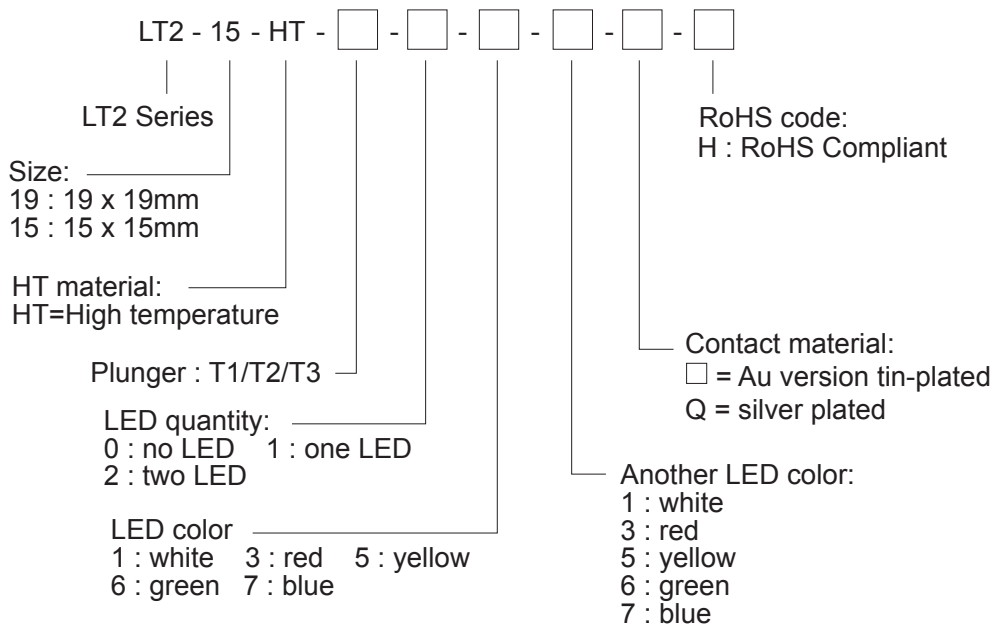 LT2 - 15 - HT - □ - □ - □ - □ - □ - □
LT2 Series
RoHS code:
H : RoHS Compliant
Size:
19 : 19 x 19mm
15 : 15 x 15mm
HT material:
HT=High temperature
Plunger : T1/T2/T3
Contact material:
□ = Au version tin-plated
Q = silver plated
LED quantity:
0 : no LED 1 : one LED
2 : two LED
Another LED color:
1 : white
3 : red
5 : yellow
6 : green
7 : blue
LED color
1 : white 3 : red 5 : yellow
6 : green 7 : blue